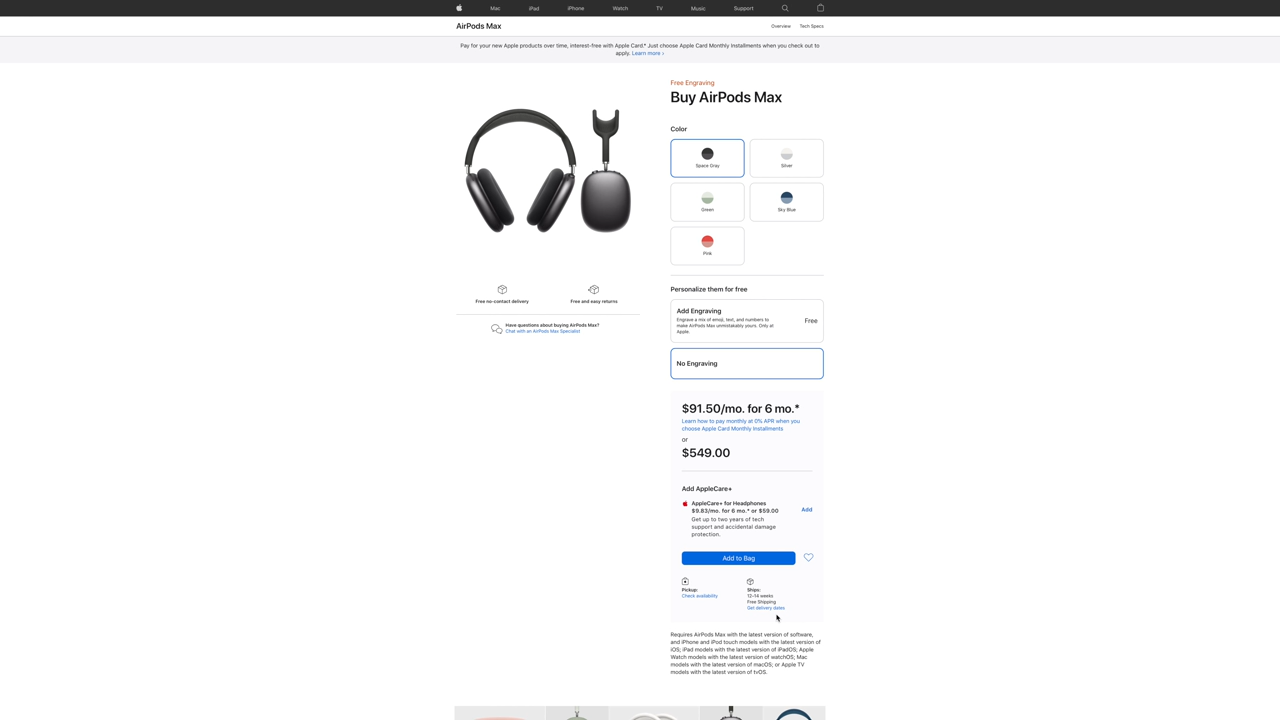 Mac iPad iPhone Watch TV Music Support
AirPods Max
Overview Tech Specs
Pay for your new Apple products over time, interest-free with Apple Card.* Just choose Apple Card Monthly Installments when you check out to
apply. Learn more ›
Free Engraving
Buy AirPods Max
Color
Space Gray
Silver
Green
Sky Blue
Pink
Free no-contact delivery
Free and easy returns
Have questions about buying AirPods Max?
Chat with an AirPods Max Specialist
Personalize them for free
Add Engraving
Engrave a mix of emoji, text, and numbers to
make AirPods Max unmistakably yours. Only at
Apple.
Free
No Engraving
$91.50/mo. for 6 mo.*
Learn how to pay monthly at 0% APR when you
choose Apple Card Monthly Installments
or
$549.00
Add AppleCare+
AppleCare+ for Headphones
$9.83/mo. for 6 mo.* or $59.00
Get up to two years of tech
support and accidental damage
protection.
Add
Add to Bag
Pickup:
Check availability
Ships:
12–14 weeks
Free Shipping
Get delivery dates
Requires AirPods Max with the latest version of software,
and iPhone and iPod touch models with the latest version of
iOS; iPad models with the latest version of iPadOS; Apple
Watch models with the latest version of watchOS; Mac
models with the latest version of macOS; or Apple TV
models with the latest version of tvOS.